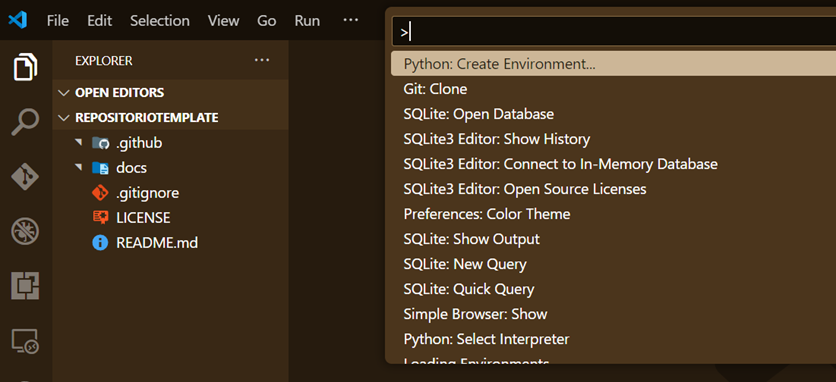 File Edit Selection View Go Run ···
EXPLORER ···
OPEN EDITORS
REPOSITORIOTEMPLATE
.github
docs
.gitignore
LICENSE
README.md
>
Python: Create Environment...
Git: Clone
SQLite: Open Database
SQLite3 Editor: Show History
SQLite3 Editor: Connect to In-Memory Database
SQLite3 Editor: Open Source Licenses
Preferences: Color Theme
SQLite: Show Output
SQLite: New Query
SQLite: Quick Query
Simple Browser: Show
Python: Select Interpreter
Loading Environments